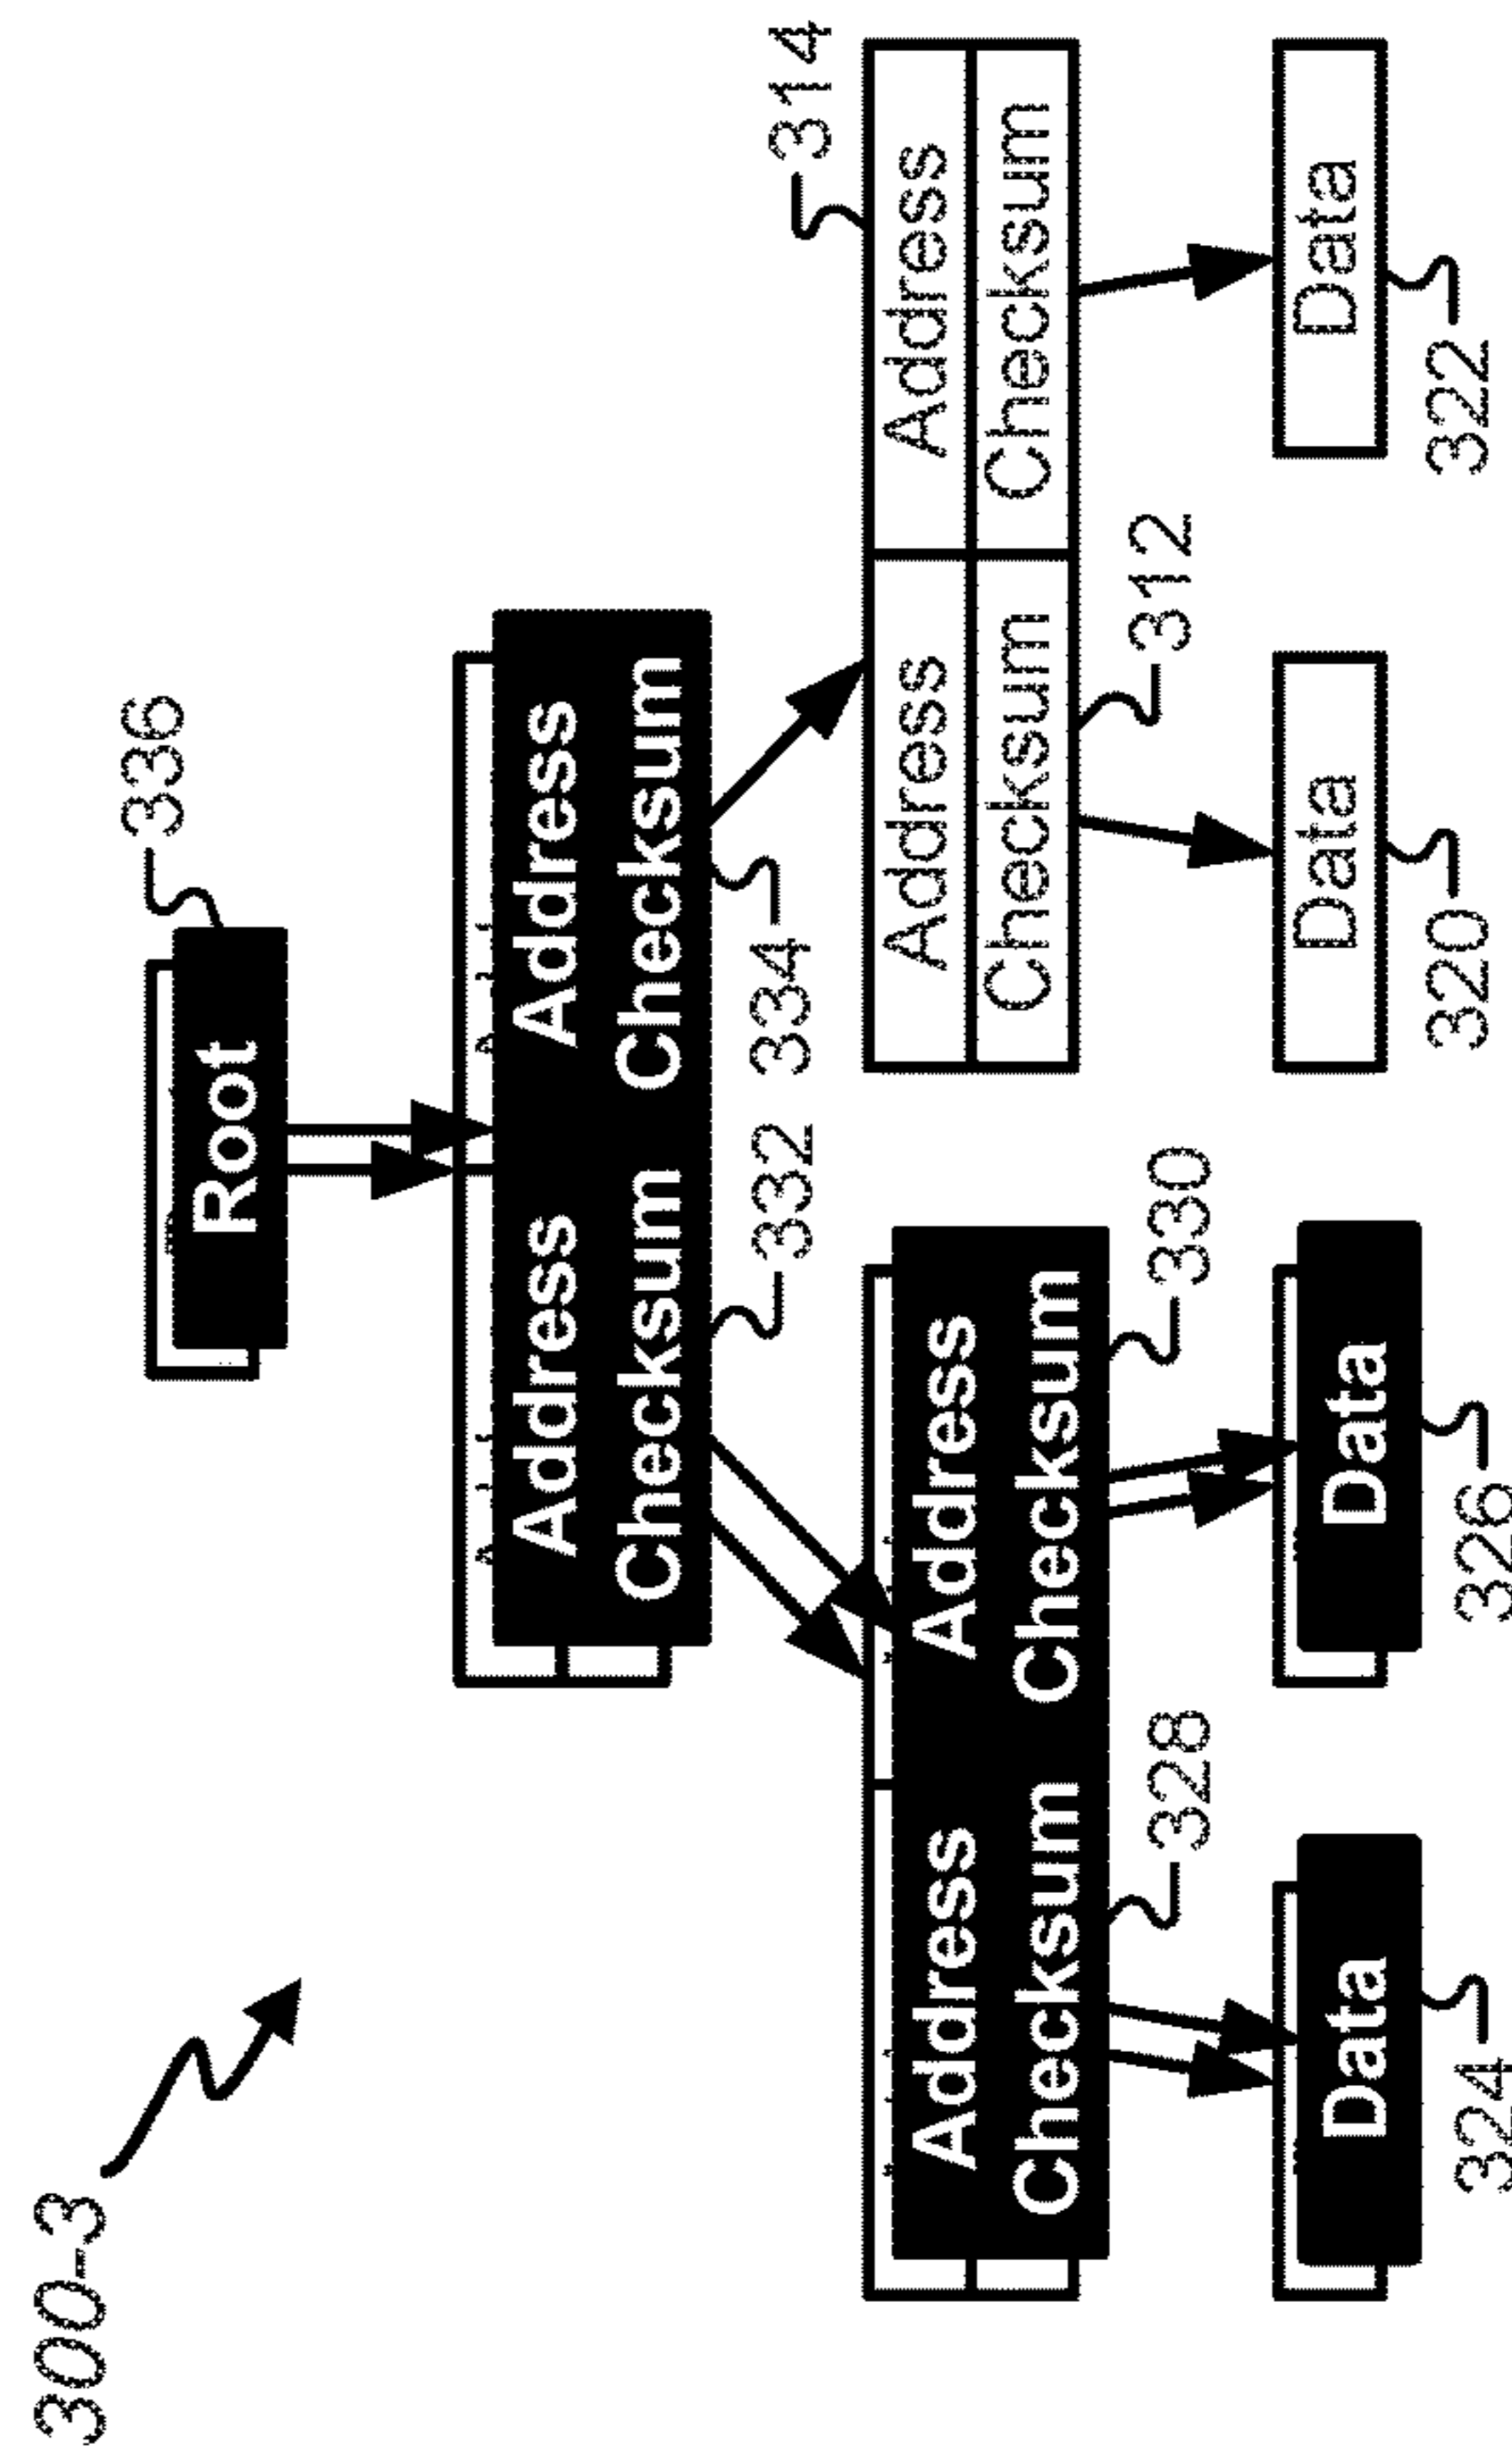 300-3
336
Root
Address Address
Checksum Checksum
332 334
314
Address Address
Checksum Checksum
Address Address
Checksum Checksum
328 330
312
Data Data Data Data
324 326 320 322